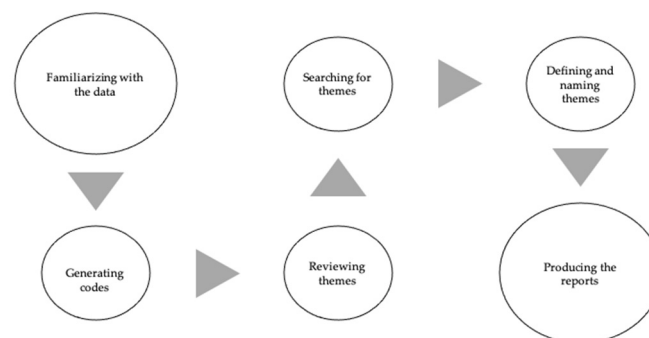 Familiarizing with
the data
Generating
codes
Reviewing
themes
Searching for
themes
Defining and
naming
themes
Producing the
reports